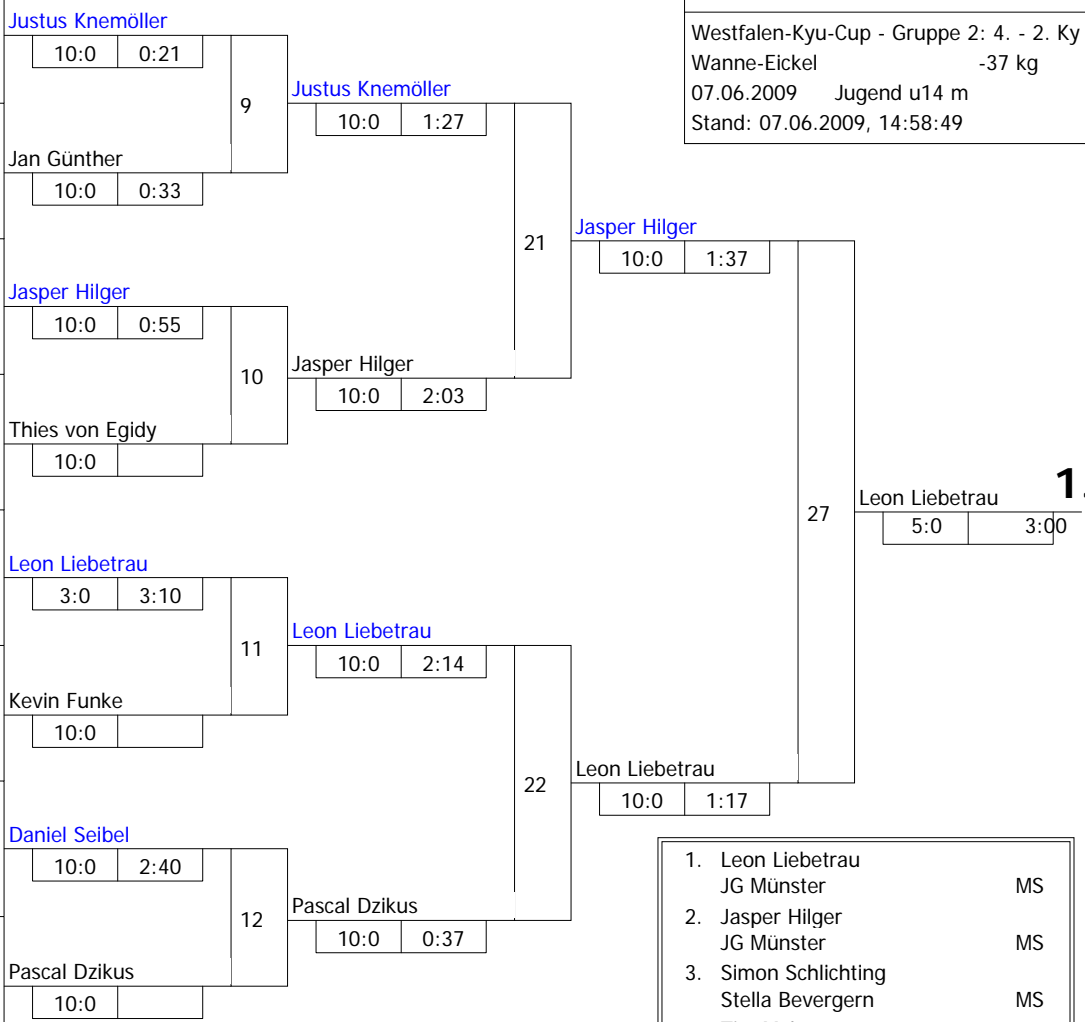 Westfalen-Kyu-Cup - Gruppe 2: 4. - 2. Ky
Wanne-Eickel -37 kg
07.06.2009 Jugend u14 m
Stand: 07.06.2009, 14:58:49
Justus Knemöller
10:0 0:21
9
Jan Günther
10:0 0:33
Jasper Hilger
10:0 0:55
10
Thies von Egidy
10:0
Leon Liebetrau
3:0 3:10
11
Kevin Funke
10:0
Daniel Seibel
10:0 2:40
12
Pascal Dzikus
10:0
Justus Knemöller
10:0 1:27
21
Jasper Hilger
10:0 2:03
Leon Liebetrau
10:0 2:14
22
Pascal Dzikus
10:0 0:37
Jasper Hilger
10:0 1:37
27
Leon Liebetrau
10:0 1:17
Leon Liebetrau 1.
5:0 3:00
1. Leon Liebetrau
JG Münster MS
2. Jasper Hilger
JG Münster MS
3. Simon Schlichting
Stella Bevergern MS